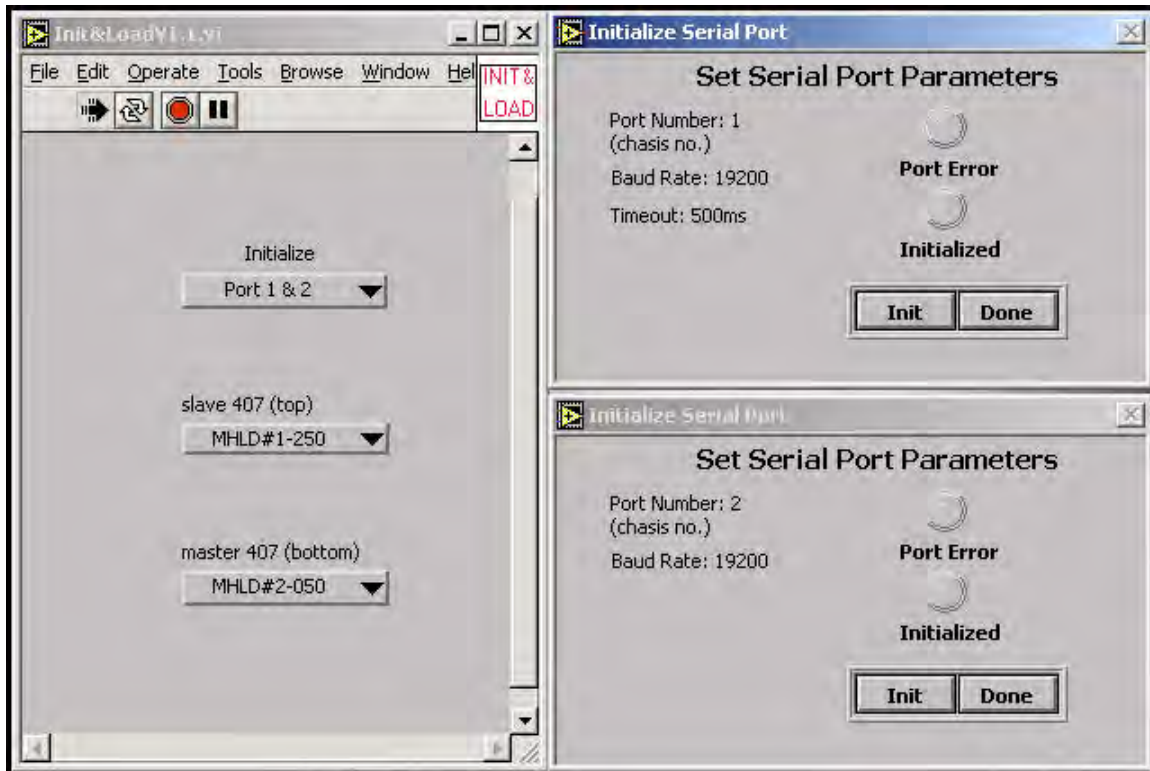 Init&LoadV1.1.vi
File Edit Operate Tools Browse Window Hel
INIT&
LOAD
Initialize
Port 1 & 2
slave 407 (top)
MHLD#1-250
master 407 (bottom)
MHLD#2-050
Initialize Serial Port
Set Serial Port Parameters
Port Number: 1
(chasis no.)
Baud Rate: 19200
Timeout: 500ms
Port Error
Initialized
Init Done
Initialize Serial Port
Set Serial Port Parameters
Port Number: 2
(chasis no.)
Baud Rate: 19200
Port Error
Initialized
Init Done